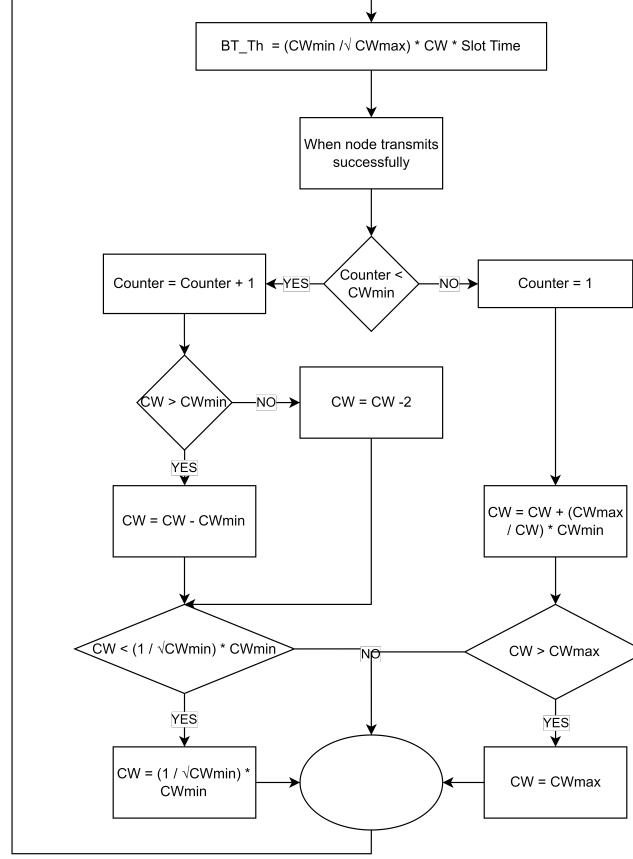 BT_Th = (CWmin /√ CWmax) * CW * Slot Time
When node transmits
successfully
Counter <
CWmin
YES
NO
Counter = Counter + 1
Counter = 1
CW > CWmin
NO
CW = CW -2
YES
CW = CW - CWmin
CW = CW + (CWmax
/ CW) * CWmin
CW < (1 / √CWmin) * CWmin
NO
CW > CWmax
YES
YES
CW = (1 / √CWmin) *
CWmin
CW = CWmax